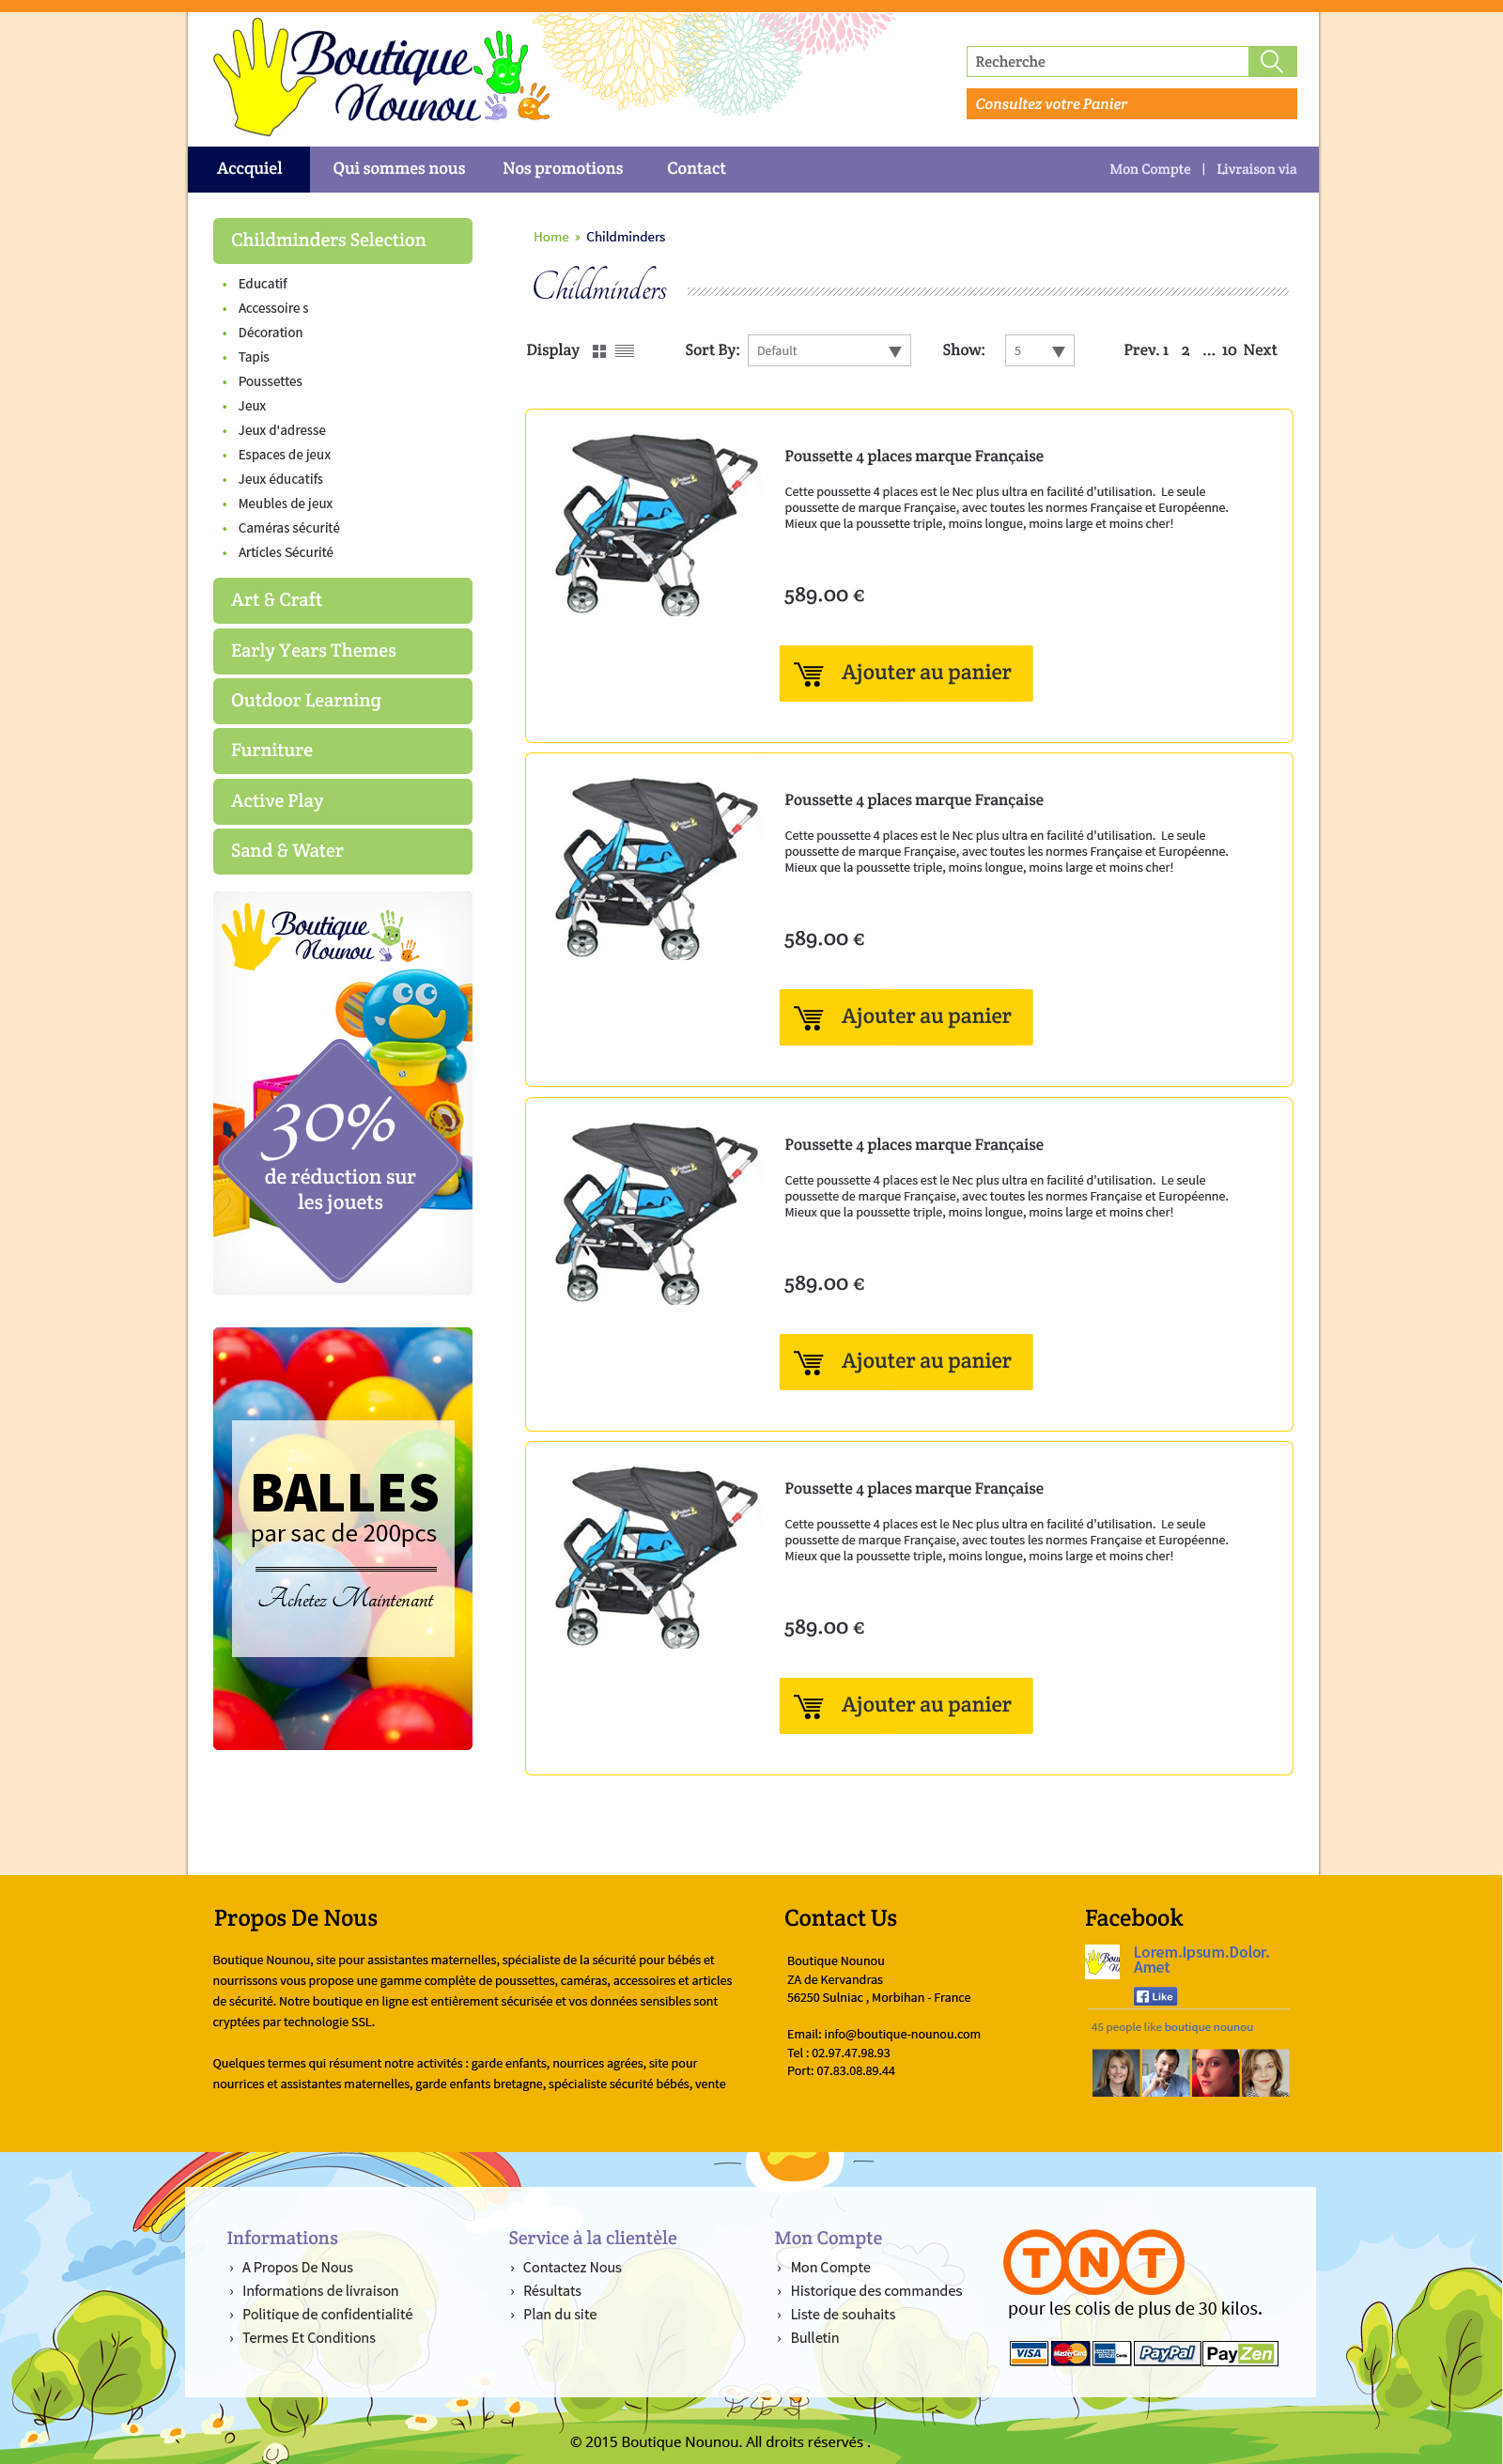 Boutique
Nounou
Recherche
Consultez votre Panier
Accquiel
Qui sommes nous
Nos promotions
Contact
Mon Compte | Livraison via
Childminders Selection
• Educatif
• Accessoire s
• Décoration
• Tapis
• Poussettes
• Jeux
• Jeux d'adresse
• Espaces de jeux
• Jeux éducatifs
• Meubles de jeux
• Caméras sécurité
• Articles Sécurité
Art & Craft
Early Years Themes
Outdoor Learning
Furniture
Active Play
Sand & Water
Boutique
Nounou
30%
de réduction sur
les jouets
BALLES
par sac de 200pcs
Achetez Maintenant
Home » Childminders
Childminders
Display
Sort By:
Default
Show:
5
Prev. 1 2 ... 10 Next
Poussette 4 places marque Française
Cette poussette 4 places est le Nec plus ultra en facilité d'utilisation. Le seule
poussette de marque Française, avec toutes les normes Française et Européenne.
Mieux que la poussette triple, moins longue, moins large et moins cher!
589.00 €
Ajouter au panier
Poussette 4 places marque Française
Cette poussette 4 places est le Nec plus ultra en facilité d'utilisation. Le seule
poussette de marque Française, avec toutes les normes Française et Européenne.
Mieux que la poussette triple, moins longue, moins large et moins cher!
589.00 €
Ajouter au panier
Poussette 4 places marque Française
Cette poussette 4 places est le Nec plus ultra en facilité d'utilisation. Le seule
poussette de marque Française, avec toutes les normes Française et Européenne.
Mieux que la poussette triple, moins longue, moins large et moins cher!
589.00 €
Ajouter au panier
Poussette 4 places marque Française
Cette poussette 4 places est le Nec plus ultra en facilité d'utilisation. Le seule
poussette de marque Française, avec toutes les normes Française et Européenne.
Mieux que la poussette triple, moins longue, moins large et moins cher!
589.00 €
Ajouter au panier
Propos De Nous
Boutique Nounou, site pour assistantes maternelles, spécialiste de la sécurité pour bébés et
nourrissons vous propose une gamme complète de poussettes, caméras, accessoires et articles
de sécurité. Notre boutique en ligne est entièrement sécurisée et vos données sensibles sont
cryptées par technologie SSL.
Quelques termes qui résument notre activités : garde enfants, nourrices agrées, site pour
nourrices et assistantes maternelles, garde enfants bretagne, spécialiste sécurité bébés, vente
Contact Us
Boutique Nounou
ZA de Kervandras
56250 Sulniac , Morbihan - France
Email: info@boutique-nounou.com
Tel : 02.97.47.98.93
Port: 07.83.08.89.44
Facebook
Lorem.Ipsum.Dolor.
Amet
Like
45 people like boutique nounou
Informations
› A Propos De Nous
› Informations de livraison
› Politique de confidentialité
› Termes Et Conditions
Service à la clientèle
› Contactez Nous
› Résultats
› Plan du site
Mon Compte
› Mon Compte
› Historique des commandes
› Liste de souhaits
› Bulletin
TNT
pour les colis de plus de 30 kilos.
VISA
MasterCard
PayPal
PayZen
© 2015 Boutique Nounou. All droits réservés .